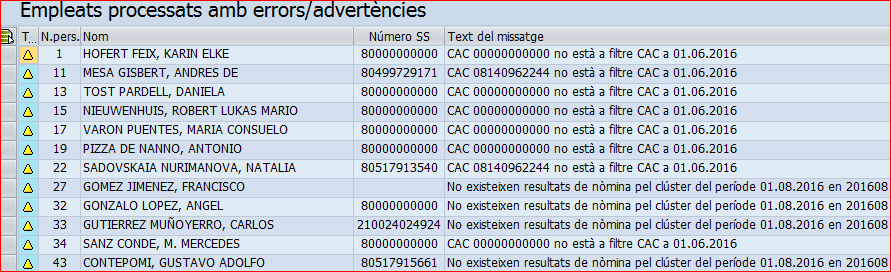 Empleats processats amb errors/advertències
T... N.pers. Nom Número SS Text del missatge
1 HOFERT FEIX, KARIN ELKE 80000000000 CAC 00000000000 no està a filtre CAC a 01.06.2016
11 MESA GISBERT, ANDRES DE 80499729171 CAC 08140962244 no està a filtre CAC a 01.06.2016
13 TOST PARDELL, DANIELA 80000000000 CAC 00000000000 no està a filtre CAC a 01.06.2016
15 NIEUWENHUIS, ROBERT LUKAS MARIO 80000000000 CAC 00000000000 no està a filtre CAC a 01.06.2016
17 VARON PUENTES, MARIA CONSUELO 80000000000 CAC 00000000000 no està a filtre CAC a 01.06.2016
19 PIZZA DE NANNO, ANTONIO 80000000000 CAC 00000000000 no està a filtre CAC a 01.06.2016
22 SADOVSKAIA NURIMANOVA, NATALIA 80517913540 CAC 08140962244 no està a filtre CAC a 01.06.2016
27 GOMEZ JIMENEZ, FRANCISCO No existeixen resultats de nòmina pel clúster del període 01.08.2016 en 201608
32 GONZALO LOPEZ, ANGEL 80000000000 No existeixen resultats de nòmina pel clúster del període 01.08.2016 en 201608
33 GUTIERREZ MUÑOYERRO, CARLOS 210024024924 No existeixen resultats de nòmina pel clúster del període 01.08.2016 en 201608
34 SANZ CONDE, M. MERCEDES 80000000000 CAC 00000000000 no està a filtre CAC a 01.06.2016
43 CONTEPOMI, GUSTAVO ADOLFO 80517915661 No existeixen resultats de nòmina pel clúster del període 01.08.2016 en 201608